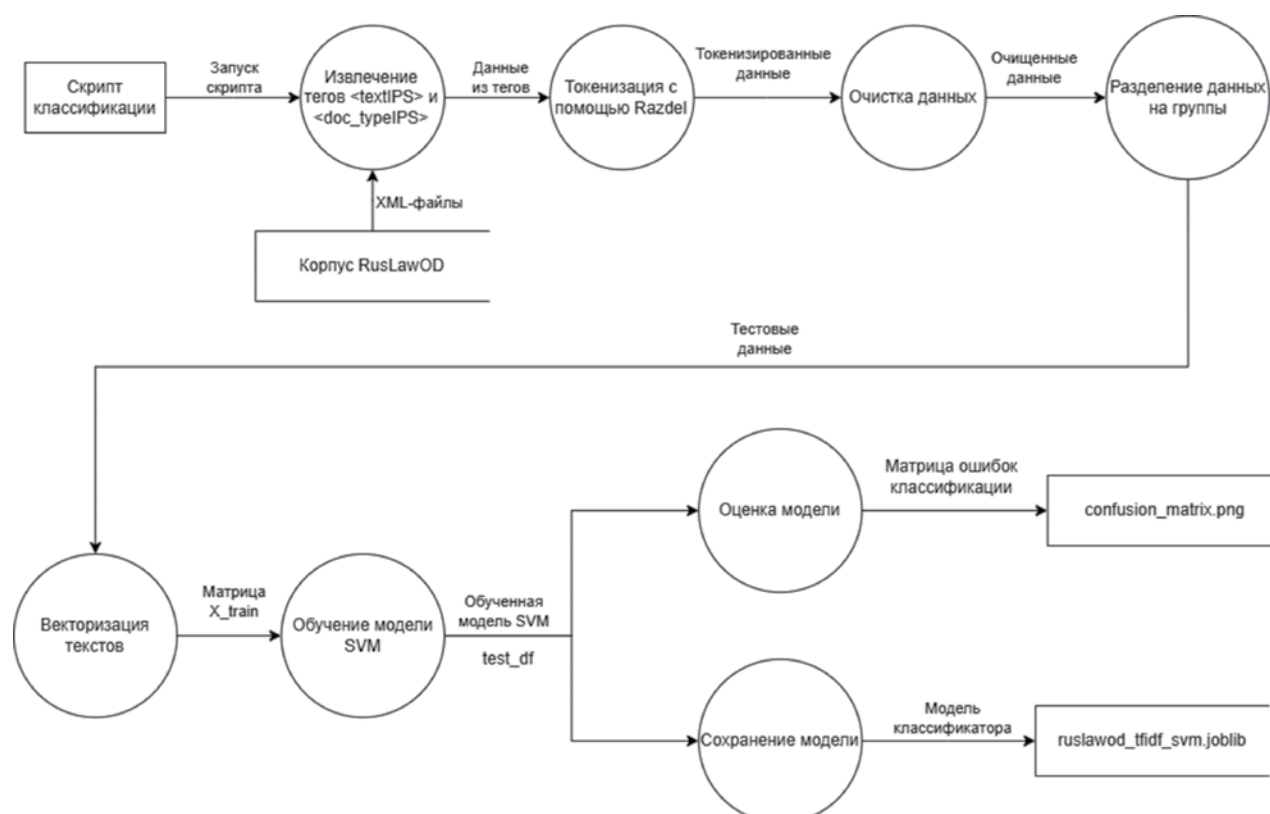 Скрипт
классификации
Запуск
скрипта
Извлечение
тегов <textIPS> и
<doc_typeIPS>
Данные
из тегов
Токенизация с
помощью Razdel
Токенизированные
данные
Очистка данных
Очищенные
данные
Разделение данных
на группы
XML-файлы
Корпус RusLawOD
Тестовые
данные
Векторизация
текстов
Матрица
X_train
Обучение модели
SVM
Обученная
модель SVM
test_df
Оценка модели
Матрица ошибок
классификации
confusion_matrix.png
Сохранение модели
Модель
классификатора
ruslawod_tfidf_svm.joblib